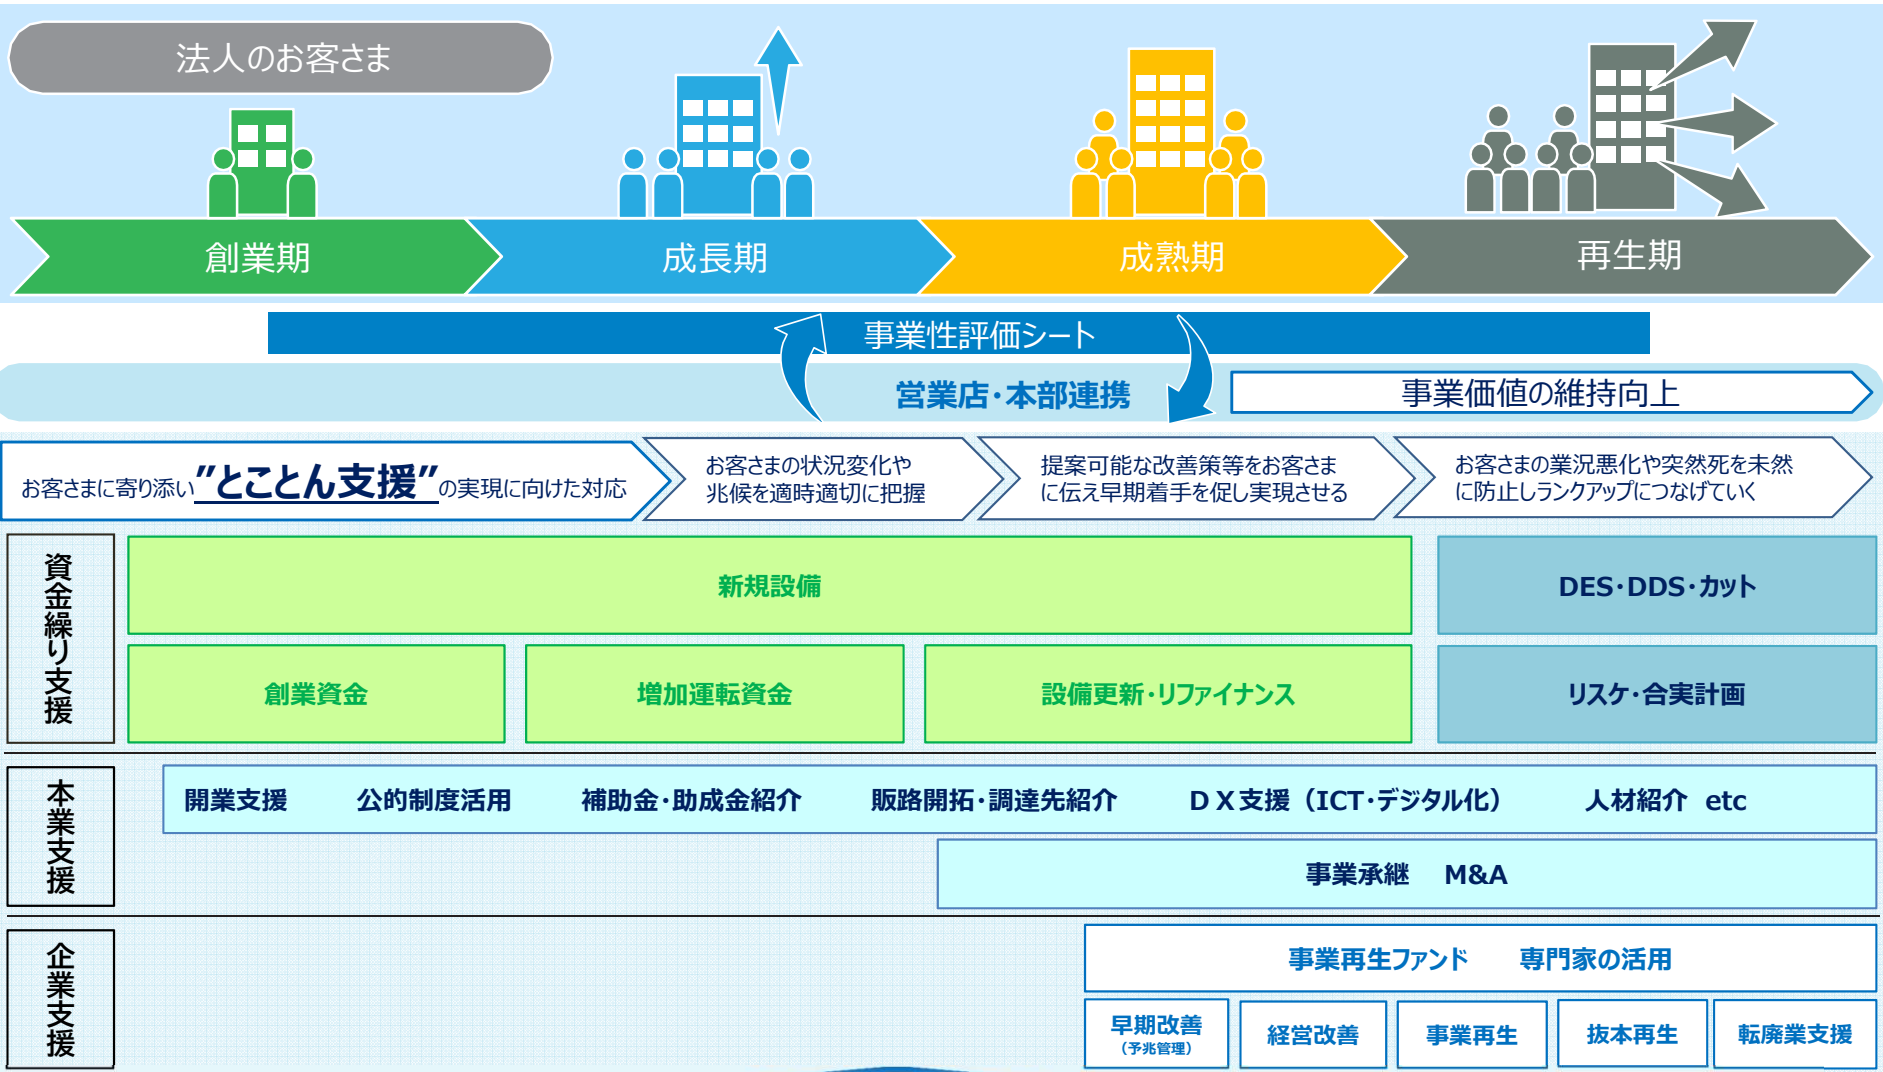 法人のお客さま
創業期
成長期
成熟期
再生期
事業性評価シート
営業店・本部連携
事業価値の維持向上
お客さまに寄り添い”とことん支援”の実現に向けた対応
お客さまの状況変化や
兆候を適時適切に把握
提案可能な改善策等をお客さま
に伝え早期着手を促し実現させる
お客さまの業況悪化や突然死を未然
に防止しランクアップにつなげていく
資金繰り支援
新規設備
DES・DDS・カット
創業資金
増加運転資金
設備更新・リファイナンス
リスケ・合実計画
本業支援
開業支援 公的制度活用 補助金・助成金紹介 販路開拓・調達先紹介 ＤＸ支援（ICT・デジタル化） 人材紹介 etc
事業承継 M&A
企業支援
事業再生ファンド 専門家の活用
早期改善
（予兆管理）
経営改善
事業再生
抜本再生
転廃業支援